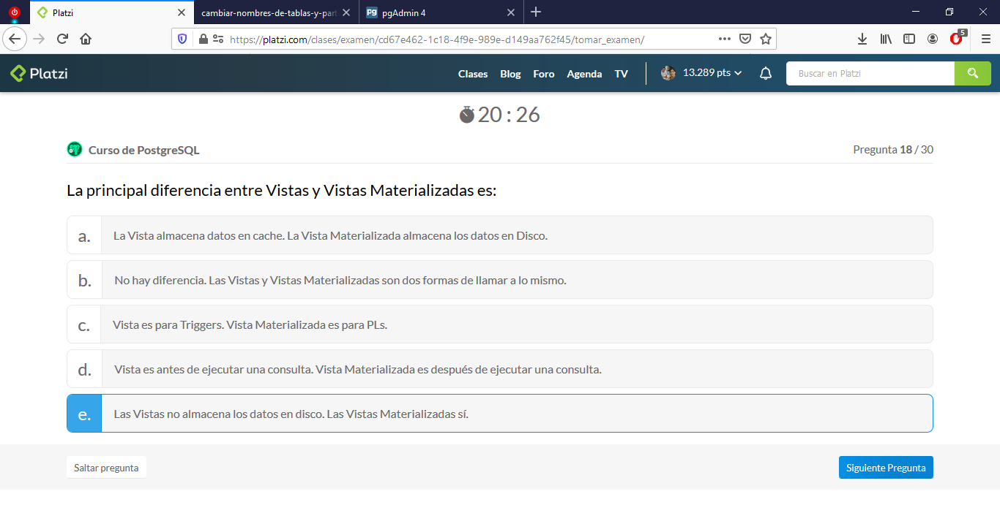 Platzi
cambiar-nombres-de-tablas-y-part
pgAdmin 4
https://platzi.com/clases/examen/cd67e462-1c18-4f9e-989e-d149aa762f45/tomar_examen/
5
Platzi
Clases
Blog
Foro
Agenda
TV
13.289 pts
Buscar en Platzi
20 : 26
Curso de PostgreSQL
Pregunta 18 / 30
La principal diferencia entre Vistas y Vistas Materializadas es:
a. La Vista almacena datos en cache. La Vista Materializada almacena los datos en Disco.
b. No hay diferencia. Las Vistas y Vistas Materializadas son dos formas de llamar a lo mismo.
c. Vista es para Triggers. Vista Materializada es para PLs.
d. Vista es antes de ejecutar una consulta. Vista Materializada es después de ejecutar una consulta.
e. Las Vistas no almacena los datos en disco. Las Vistas Materializadas sí.
Saltar pregunta
Siguiente Pregunta